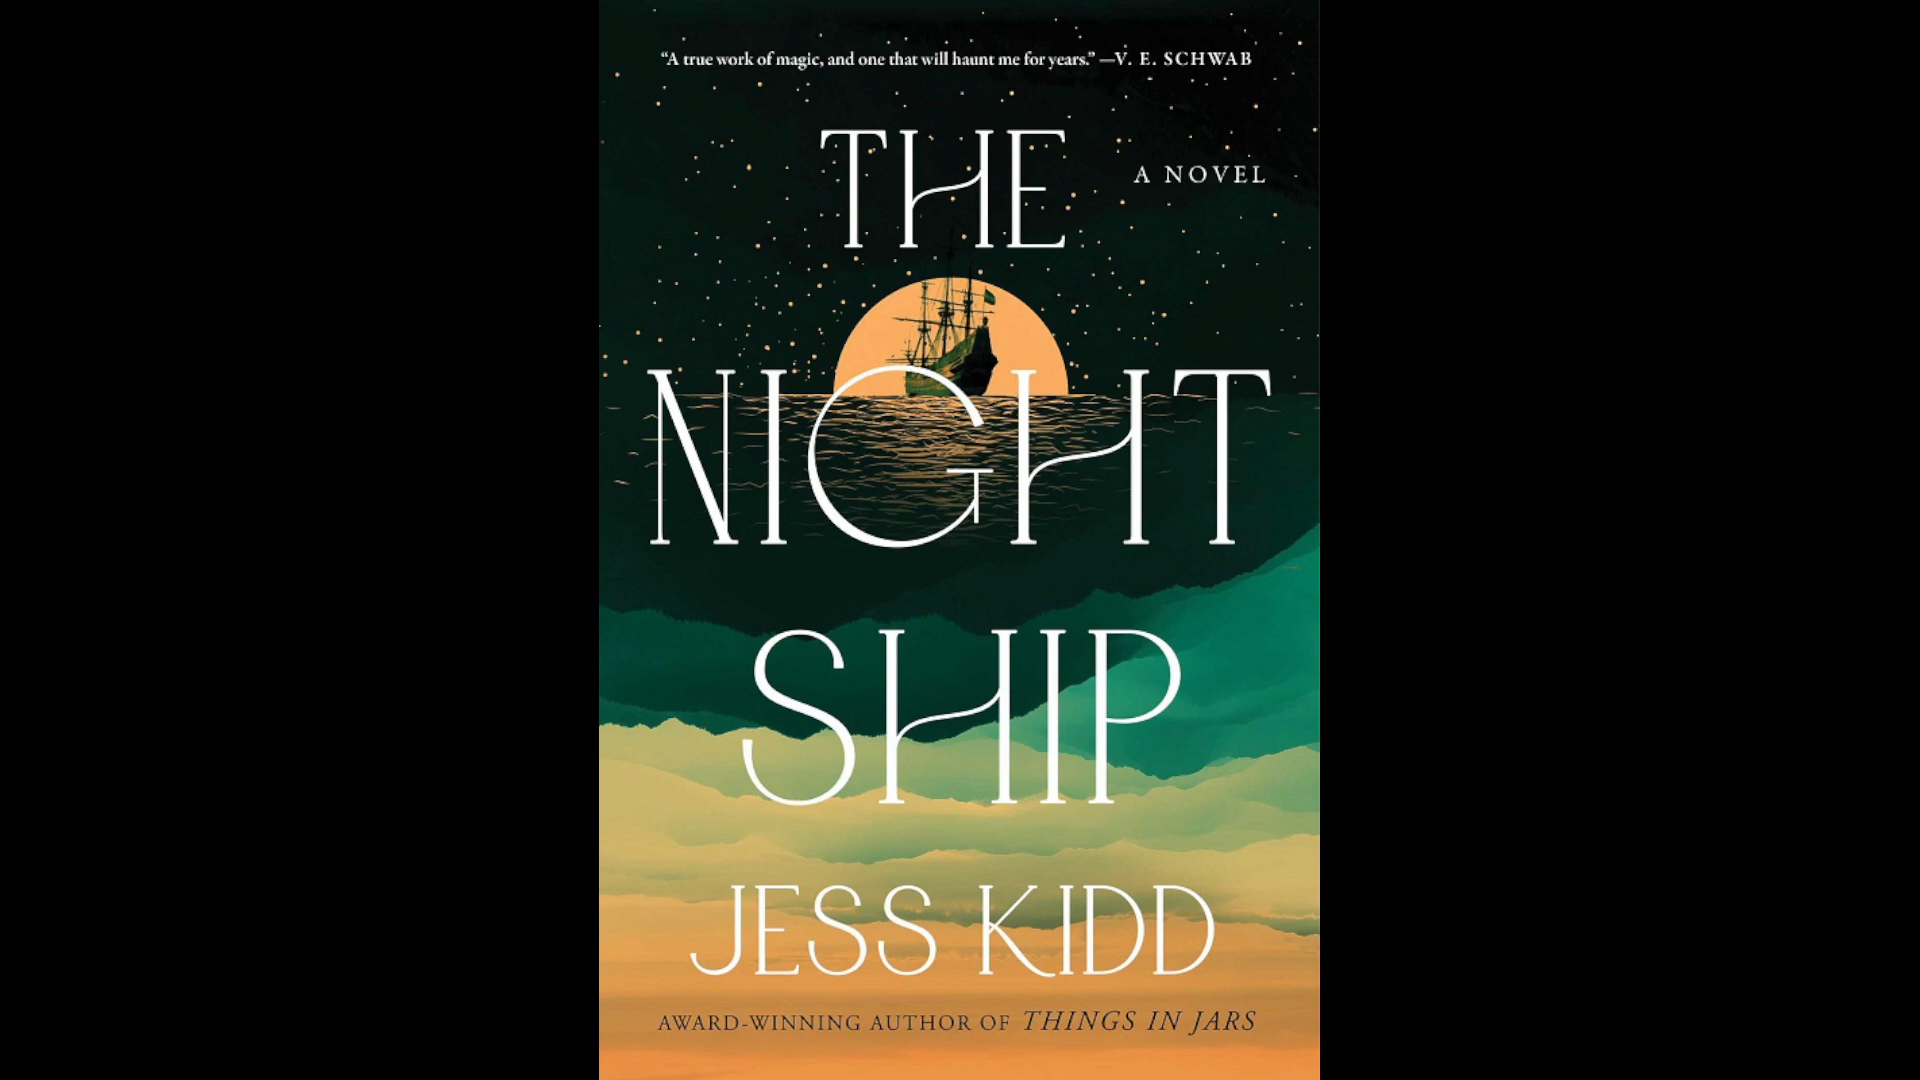 “A true work of magic, and one that will haunt me for years.” —V. E. SCHWAB
THE
A NOVEL
NIGHT
SHIP
JESS KIDD
AWARD-WINNING AUTHOR OF THINGS IN JARS